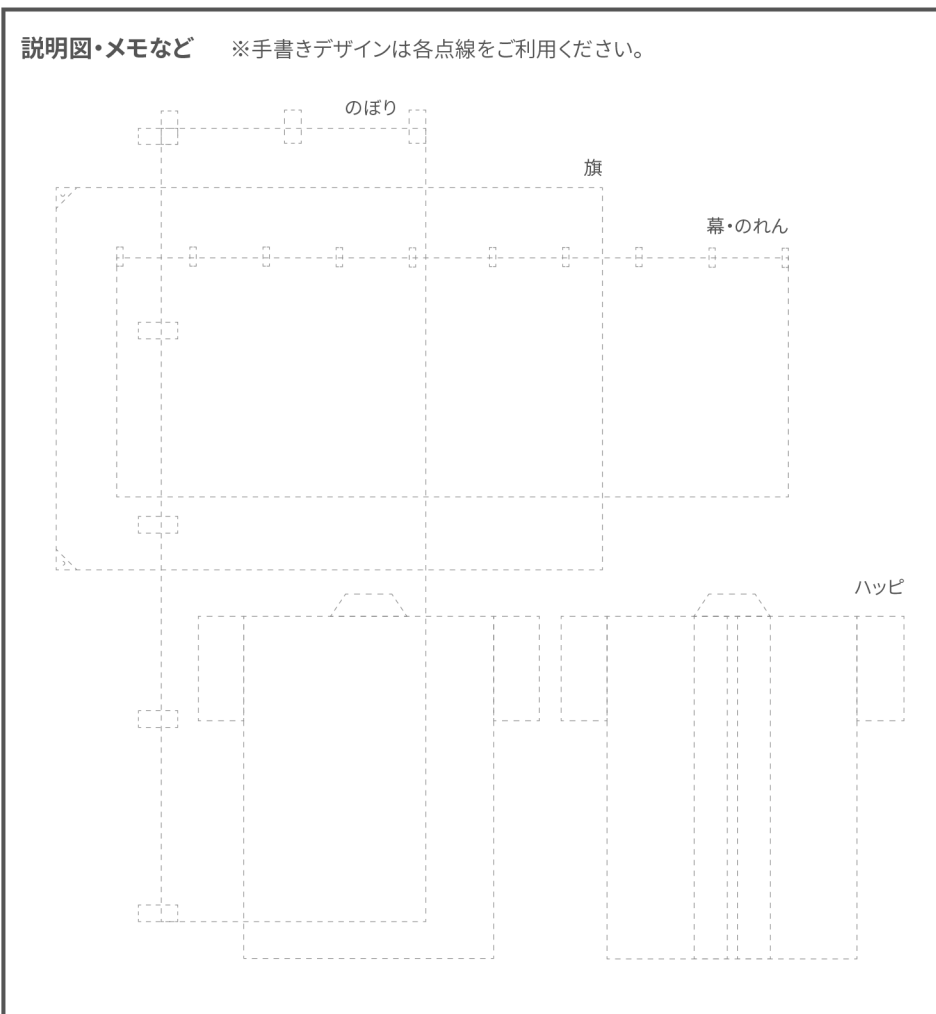 説明図・メモなど ※手書きデザインは各点線をご利用ください。
のぼり
旗
幕・のれん
ハッピ